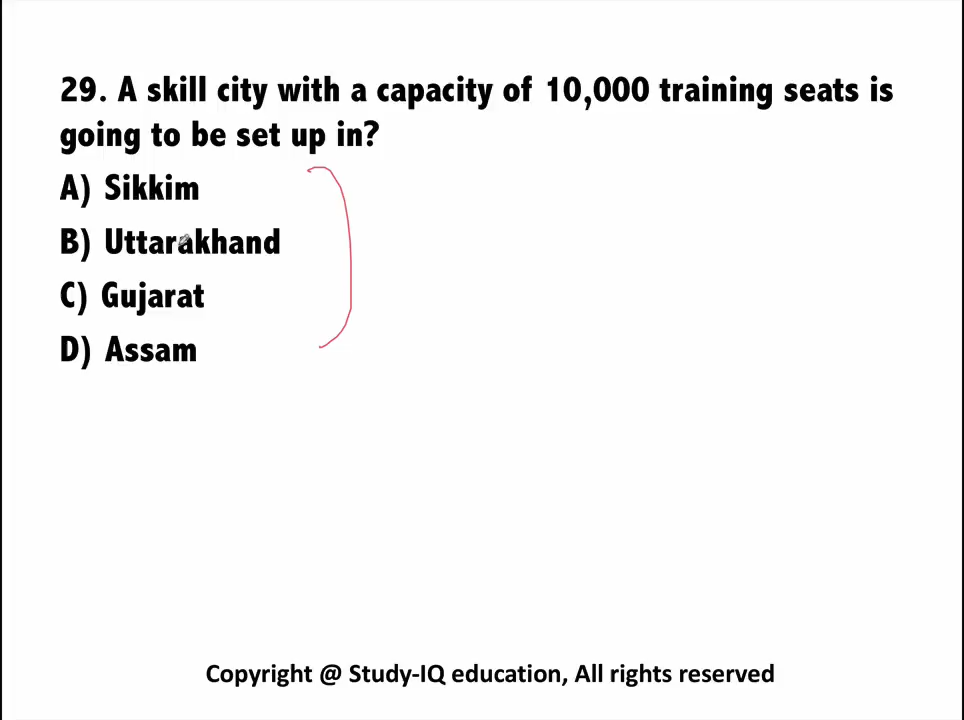 29. A skill city with a capacity of 10,000 training seats is
going to be set up in?
A) Sikkim
B) Uttarakhand
C) Gujarat
D) Assam
Copyright @ Study-IQ education, All rights reserved